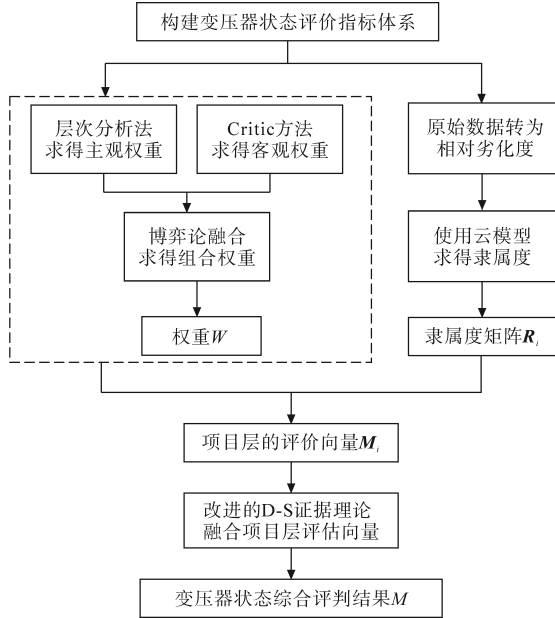 构建变压器状态评价指标体系
层次分析法
求得主观权重
Critic方法
求得客观权重
博弈论融合
求得组合权重
权重W
原始数据转为
相对劣化度
使用云模型
求得隶属度
隶属度矩阵Ri
项目层的评价向量Mi
改进的D-S证据理论
融合项目层评估向量
变压器状态综合评判结果M